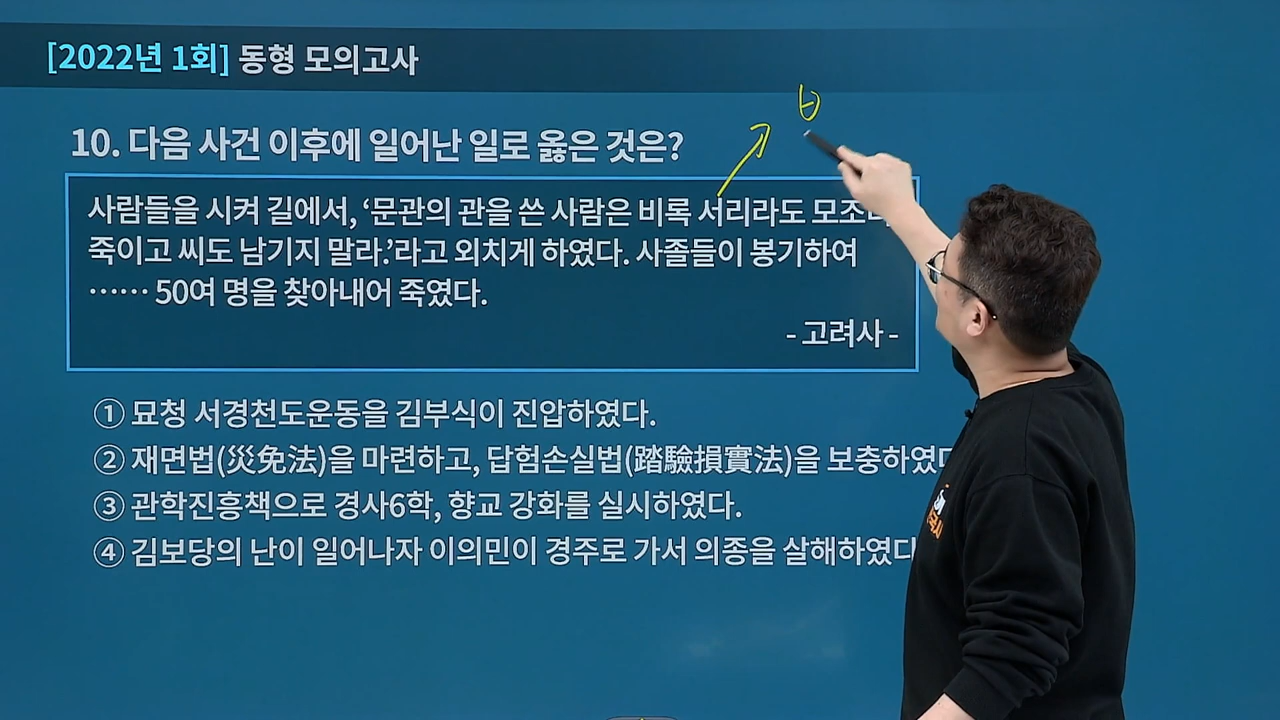 [2022년 1회] 동형 모의고사
10. 다음 사건 이후에 일어난 일로 옳은 것은?
사람들을 시켜 길에서, ‘문관의 관을 쓴 사람은 비록 서리라도 모조리
죽이고 씨도 남기지 말라.’라고 외치게 하였다. 사졸들이 봉기하여
…… 50여 명을 찾아내어 죽였다.
- 고려사 -
① 묘청 서경천도운동을 김부식이 진압하였다.
② 재면법(災免法)을 마련하고, 답험손실법(踏驗損實法)을 보충하였다
③ 관학진흥책으로 경사6학, 향교 강화를 실시하였다.
④ 김보당의 난이 일어나자 이의민이 경주로 가서 의종을 살해하였다